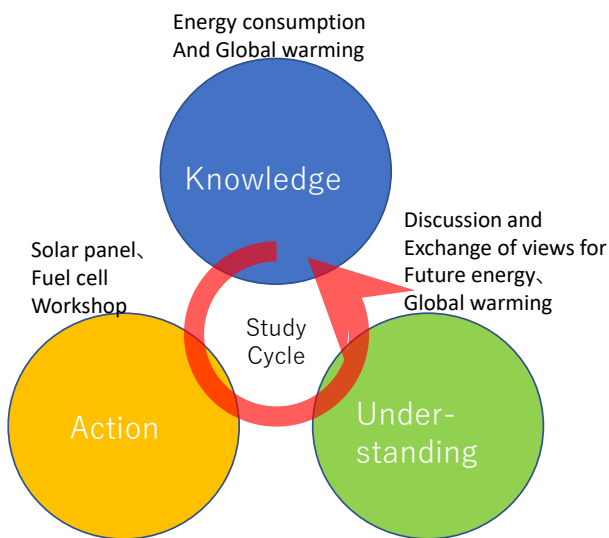 Energy consumption
And Global warming
Knowledge
Discussion and
Exchange of views for
Future energy、
Global warming
Solar panel、
Fuel cell
Workshop
Study
Cycle
Action
Under-
standing